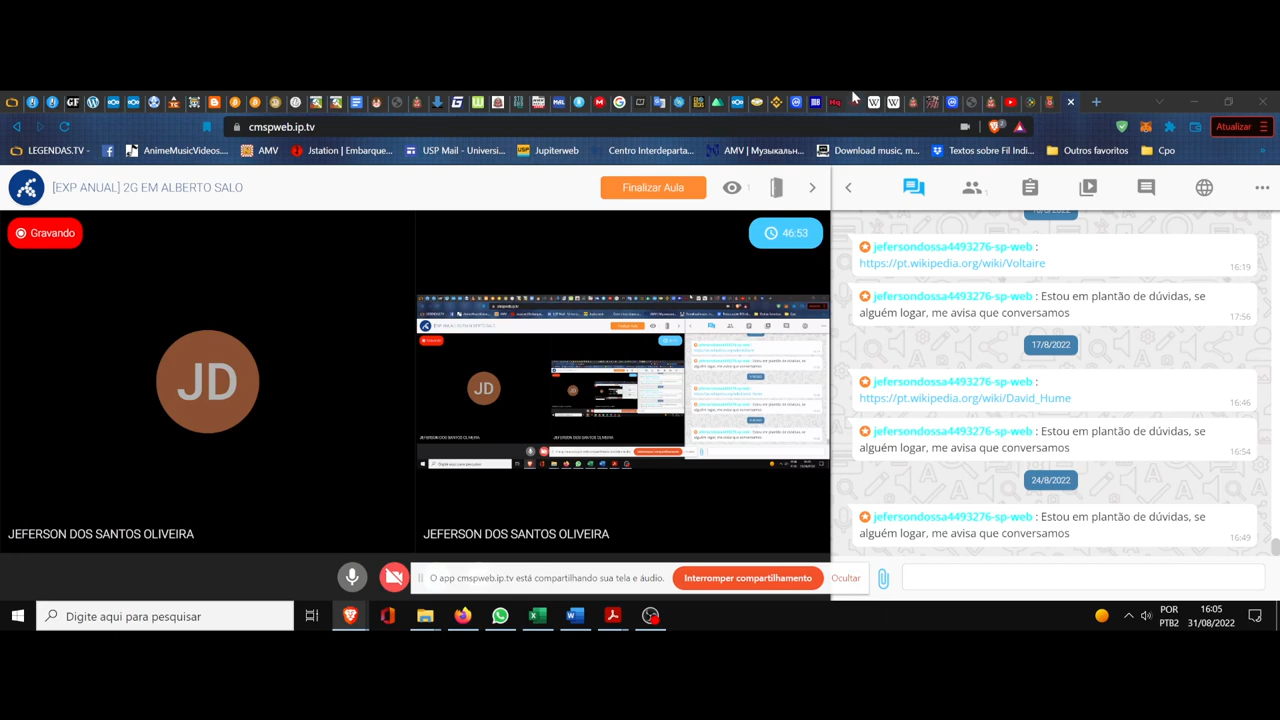 cmspweb.ip.tv
2
Atualizar
LEGENDAS.TV
AnimeMusicVideos...
AMV
Jstation | Embarque...
USP Mail - Universi...
Jupiterweb
Centro Interdeparta...
AMV | Музыкальн...
Download music, m...
Textos sobre Fil Indi...
Outros favoritos
Cpo
[EXP ANUAL] 2G EM ALBERTO SALO
Finalizar Aula
1
1
Gravando
46:53
JD
JEFERSON DOS SANTOS OLIVEIRA
JD
JEFERSON DOS SANTOS OLIVEIRA
jefersondossa4493276-sp-web :
https://pt.wikipedia.org/wiki/Voltaire
16:19
jefersondossa4493276-sp-web : Estou em plantão de dúvidas, se
alguém logar, me avisa que conversamos
17:56
17/8/2022
jefersondossa4493276-sp-web :
https://pt.wikipedia.org/wiki/David_Hume
16:46
jefersondossa4493276-sp-web : Estou em plantão de dúvidas, se
alguém logar, me avisa que conversamos
16:54
24/8/2022
jefersondossa4493276-sp-web : Estou em plantão de dúvidas, se
alguém logar, me avisa que conversamos
16:49
O app cmspweb.ip.tv está compartilhando sua tela e áudio.
Interromper compartilhamento
Ocultar
Digite aqui para pesquisar
POR
PTB2
16:05
31/08/2022